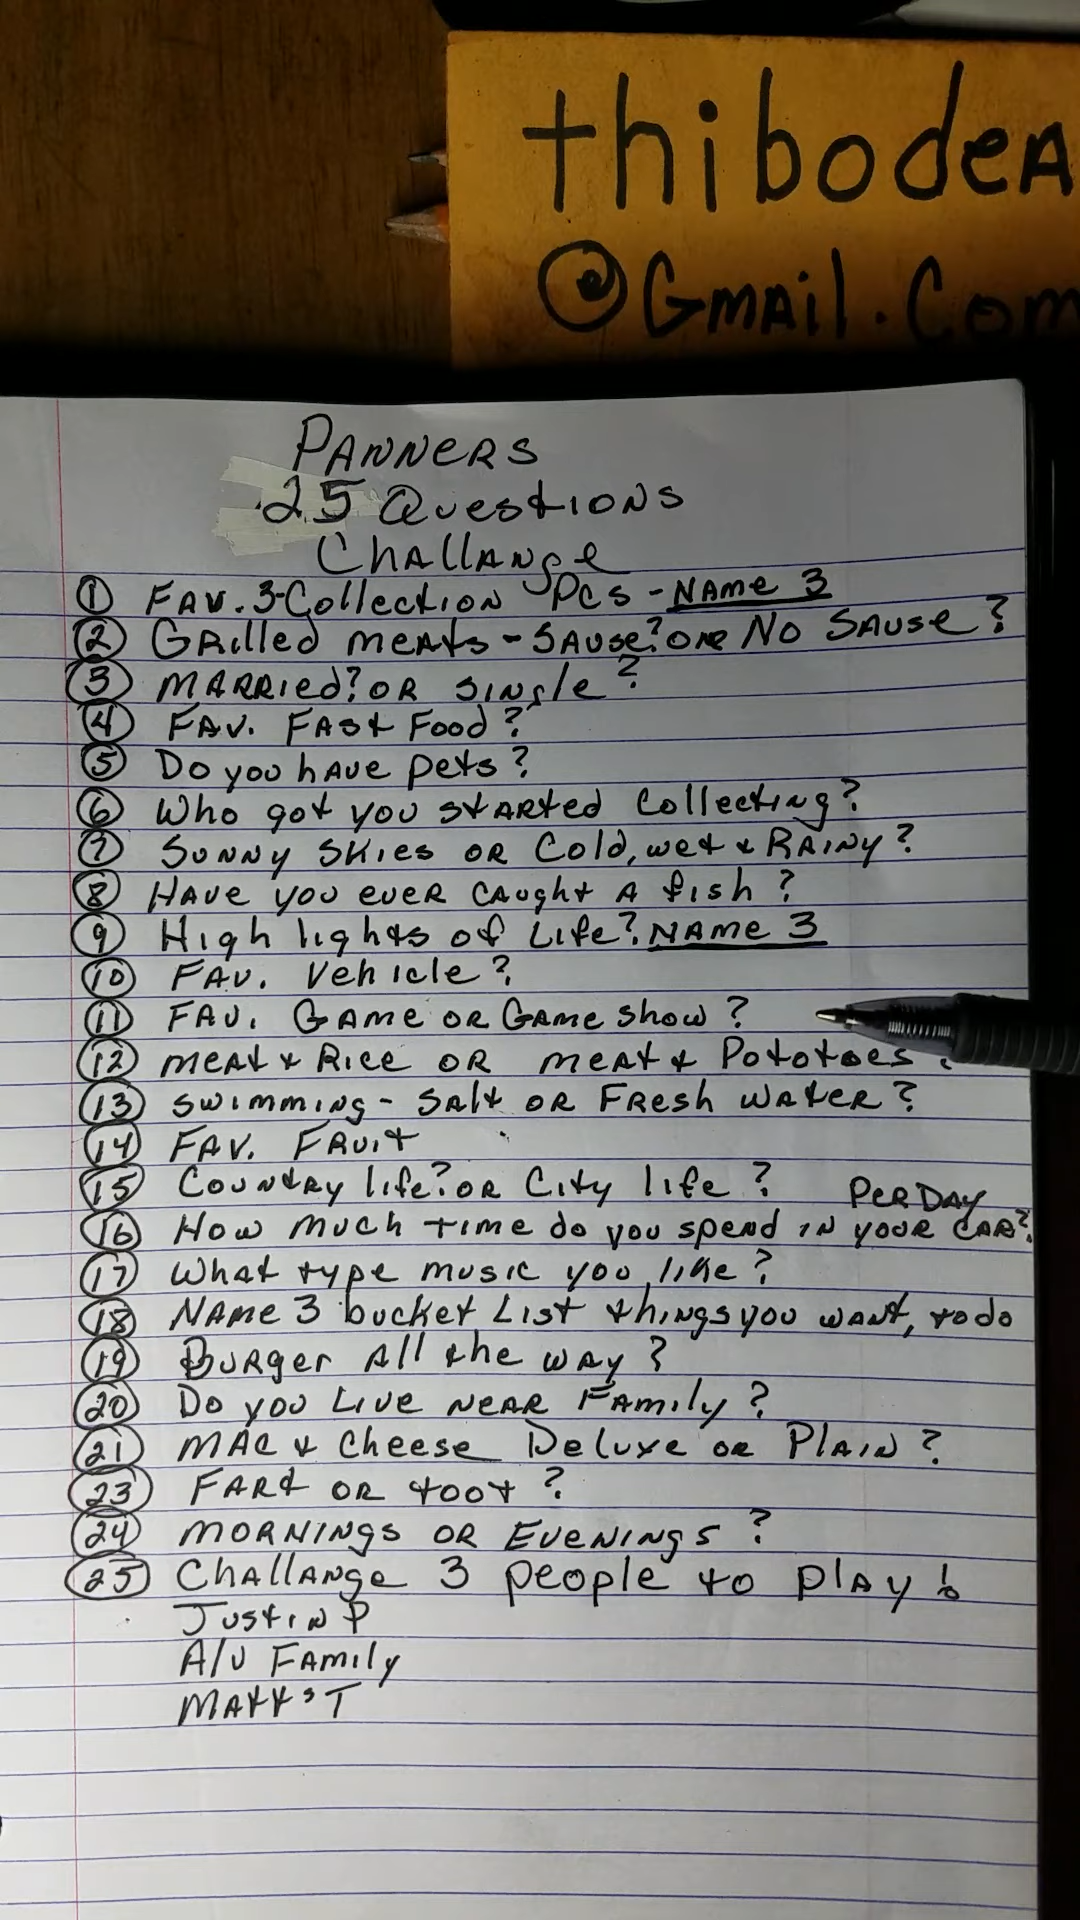 thibodeA
@Gmail.Com
Panners
25 Questions
Challange
1 Fav. 3-Collection Pcs - Name 3
2 Grilled meats - Sause? or No Sause?
3 Married? or single?
4 Fav. Fast Food?
5 Do you have pets?
6 Who got you started Collecting?
7 Sunny Skies or Cold, wet & Rainy?
8 Have you ever caught a fish?
9 High lights of Life? Name 3
10 Fav. Vehicle?
11 Fav. Game or Game show?
12 meat & Rice or meat & Pototoes?
13 swimming - Salt or Fresh water?
14 Fav. Fruit
15 Country life? or City life?
Per Day
16 How much time do you spend in your car?
17 What type music you like?
18 Name 3 bucket List things you want, to do
19 Burger all the way?
20 Do you Live near Family?
21 Mac & Cheese Deluxe or Plain?
23 Fart or toot?
24 mornings or Evenings?
25 Challange 3 people to play!
Justin P
A/U Family